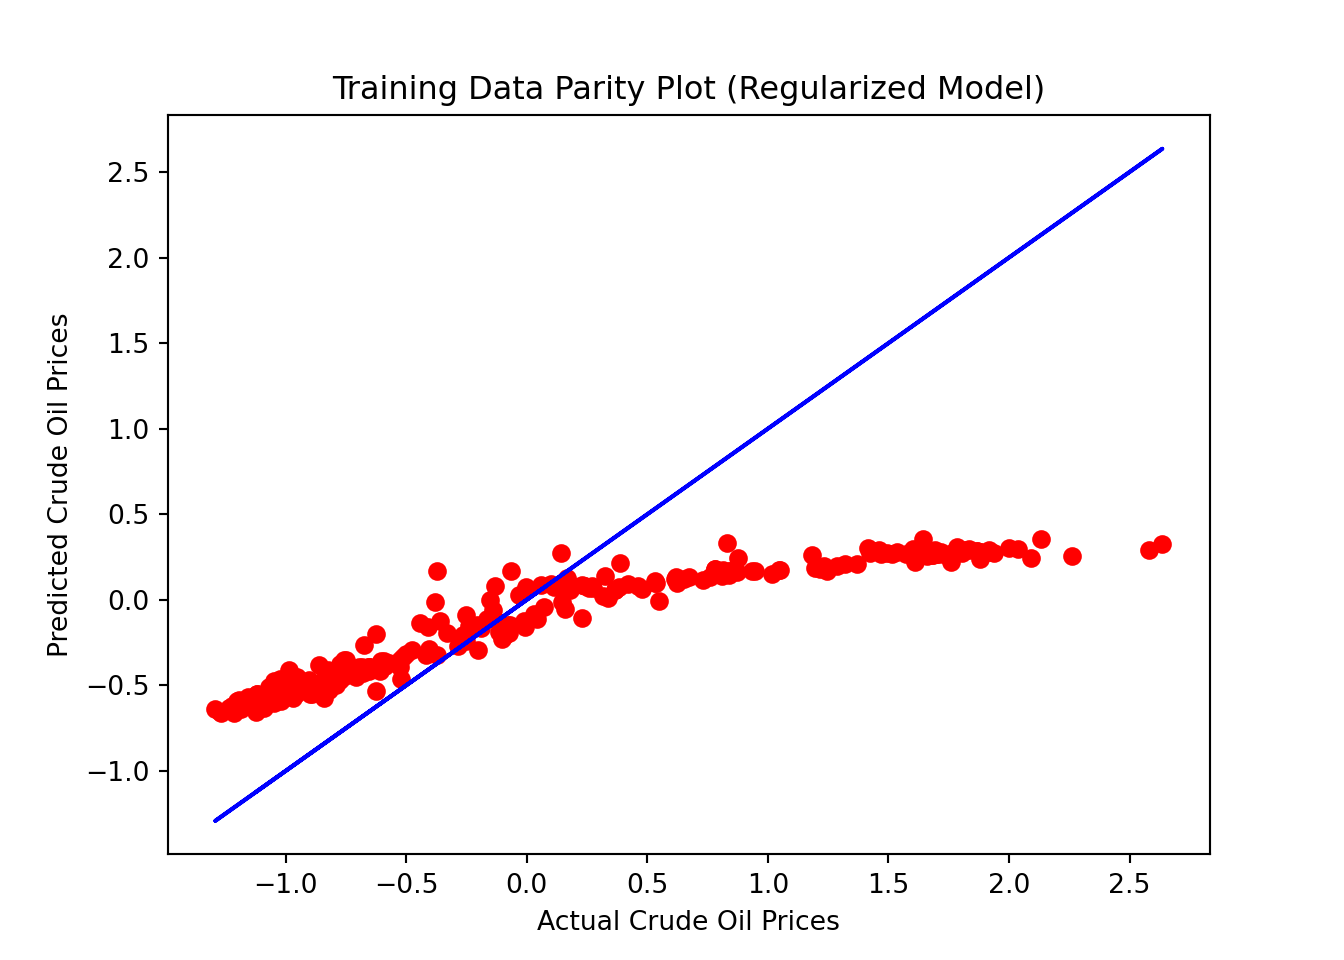 Training Data Parity Plot (Regularized Model)
2.5
2.0
1.5
1.0
0.5
0.0
−0.5
−1.0
Predicted Crude Oil Prices
−1.0 −0.5 0.0 0.5 1.0 1.5 2.0 2.5
Actual Crude Oil Prices